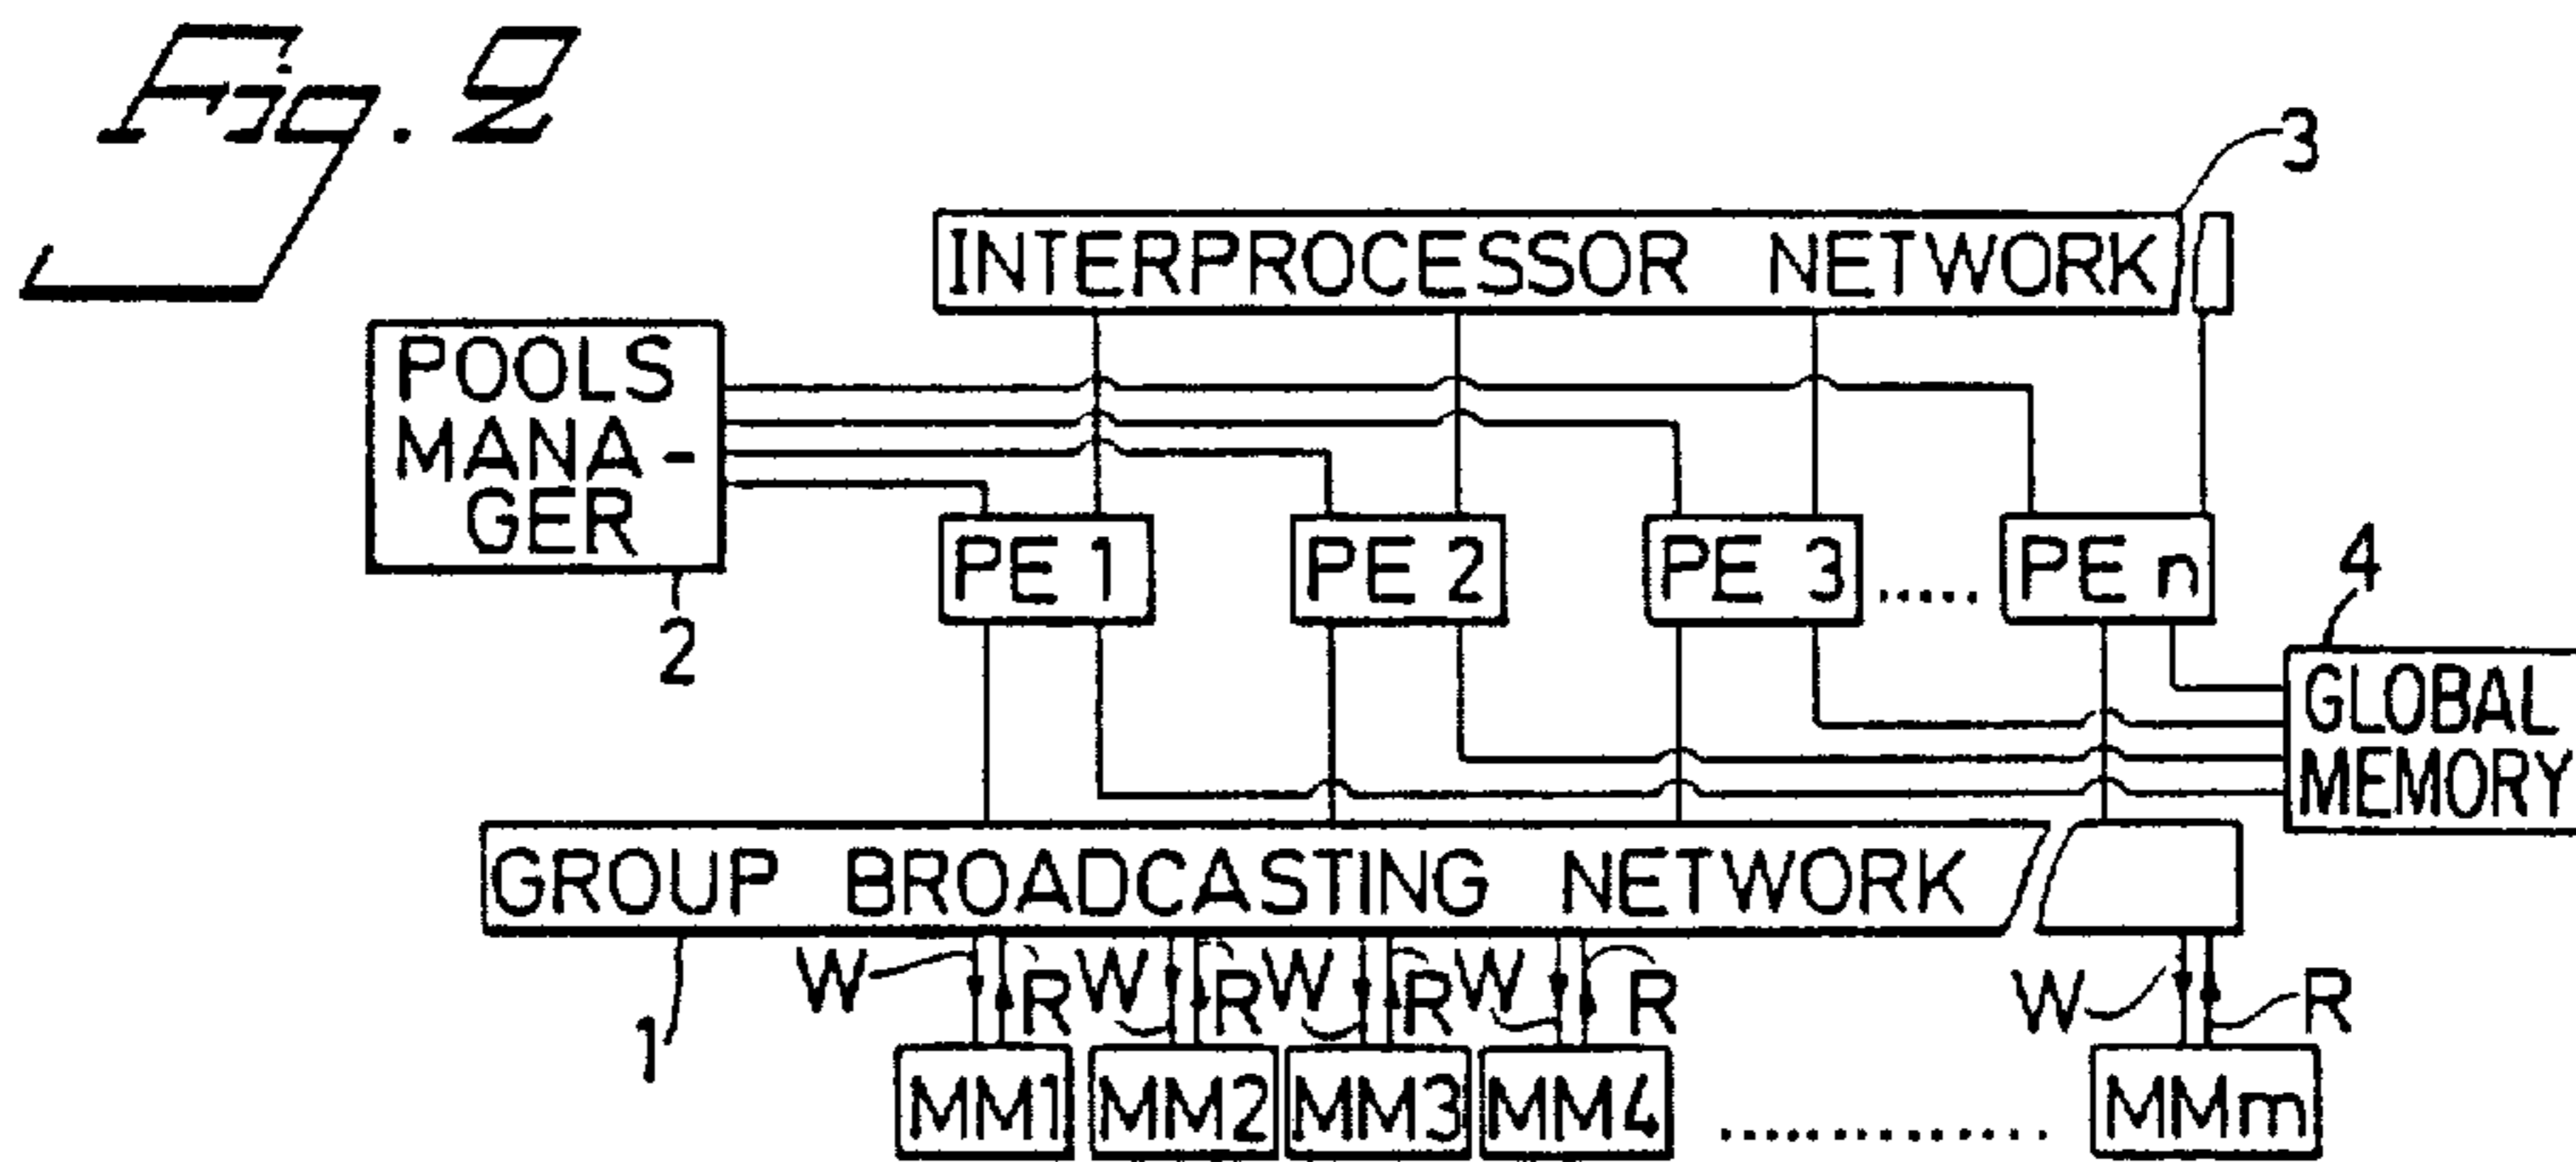 Fig. 2
3
INTERPROCESSOR NETWORK
POOLS
MANA-
GER
2
PE 1
PE 2
PE 3
.....
PE n
4
GLOBAL
MEMORY
GROUP BROADCASTING NETWORK
1
W R W R W R W R W R
MM1 MM2 MM3 MM4 .............. MMm